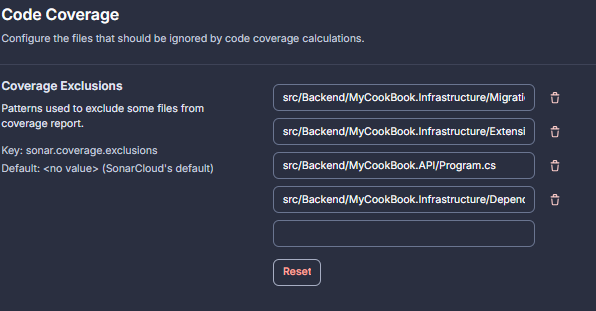 Code Coverage
Configure the files that should be ignored by code coverage calculations.
Coverage Exclusions
Patterns used to exclude some files from
coverage report.
Key: sonar.coverage.exclusions
Default: <no value> (SonarCloud's default)
src/Backend/MyCookBook.Infrastructure/Migrati
src/Backend/MyCookBook.Infrastructure/Extensi
src/Backend/MyCookBook.API/Program.cs
src/Backend/MyCookBook.Infrastructure/Depend
Reset